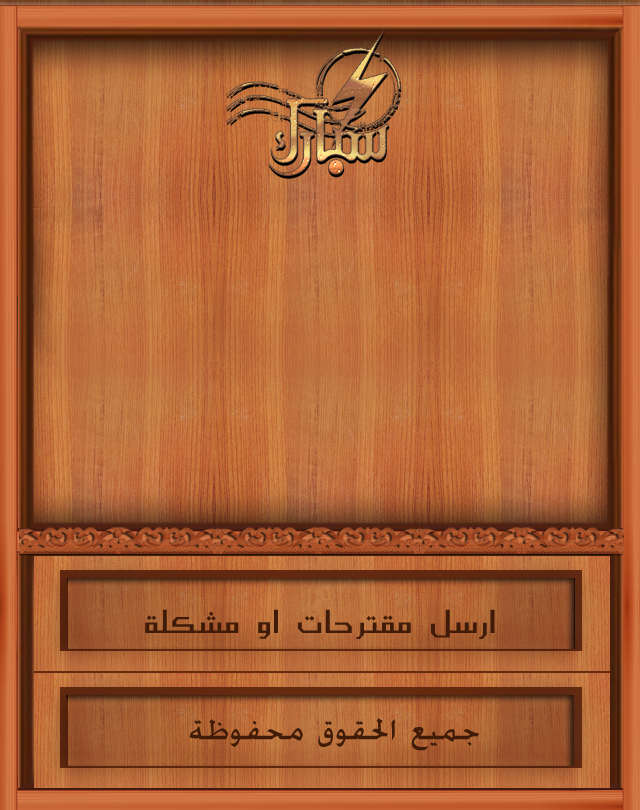 سبارك
ارسل مقترحات او مشكلة
جميع الحقوق محفوظة